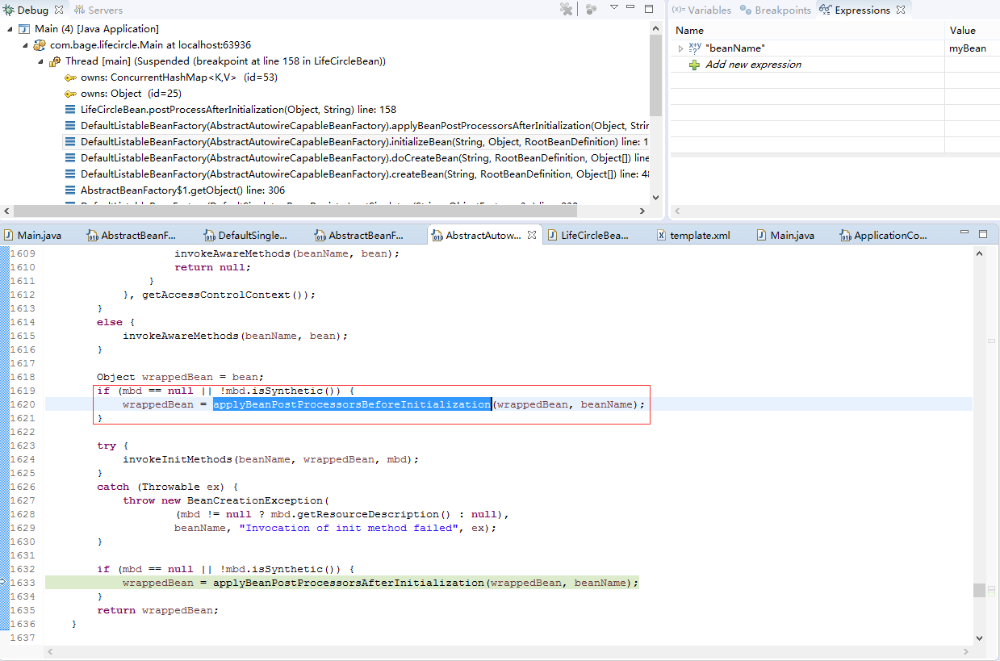 Debug Servers
Main (4) [Java Application]
com.bage.lifecircle.Main at localhost:63936
Thread [main] (Suspended (breakpoint at line 158 in LifeCircleBean))
owns: ConcurrentHashMap<K,V> (id=53)
owns: Object (id=25)
LifeCircleBean.postProcessAfterInitialization(Object, String) line: 158
DefaultListableBeanFactory(AbstractAutowireCapableBeanFactory).applyBeanPostProcessorsAfterInitialization(Object, Strin
DefaultListableBeanFactory(AbstractAutowireCapableBeanFactory).initializeBean(String, Object, RootBeanDefinition) line: 1
DefaultListableBeanFactory(AbstractAutowireCapableBeanFactory).doCreateBean(String, RootBeanDefinition, Object[]) line
DefaultListableBeanFactory(AbstractAutowireCapableBeanFactory).createBean(String, RootBeanDefinition, Object[]) line: 48
AbstractBeanFactory$1.getObject() line: 306
(x)= Variables Breakpoints Expressions
Name Value
"beanName" myBean
Add new expression
Main.java AbstractBeanF... DefaultSingle... AbstractBeanF... AbstractAutow... LifeCircleBea... template.xml Main.java ApplicationCo...
1609 invokeAwareMethods(beanName, bean);
1610 return null;
1611 }
1612 }, getAccessControlContext());
1613 }
1614 else {
1615 invokeAwareMethods(beanName, bean);
1616 }
1617
1618 Object wrappedBean = bean;
1619 if (mbd == null || !mbd.isSynthetic()) {
1620 wrappedBean = applyBeanPostProcessorsBeforeInitialization(wrappedBean, beanName);
1621 }
1622
1623 try {
1624 invokeInitMethods(beanName, wrappedBean, mbd);
1625 }
1626 catch (Throwable ex) {
1627 throw new BeanCreationException(
1628 (mbd != null ? mbd.getResourceDescription() : null),
1629 beanName, "Invocation of init method failed", ex);
1630 }
1631
1632 if (mbd == null || !mbd.isSynthetic()) {
1633 wrappedBean = applyBeanPostProcessorsAfterInitialization(wrappedBean, beanName);
1634 }
1635 return wrappedBean;
1636 }
1637